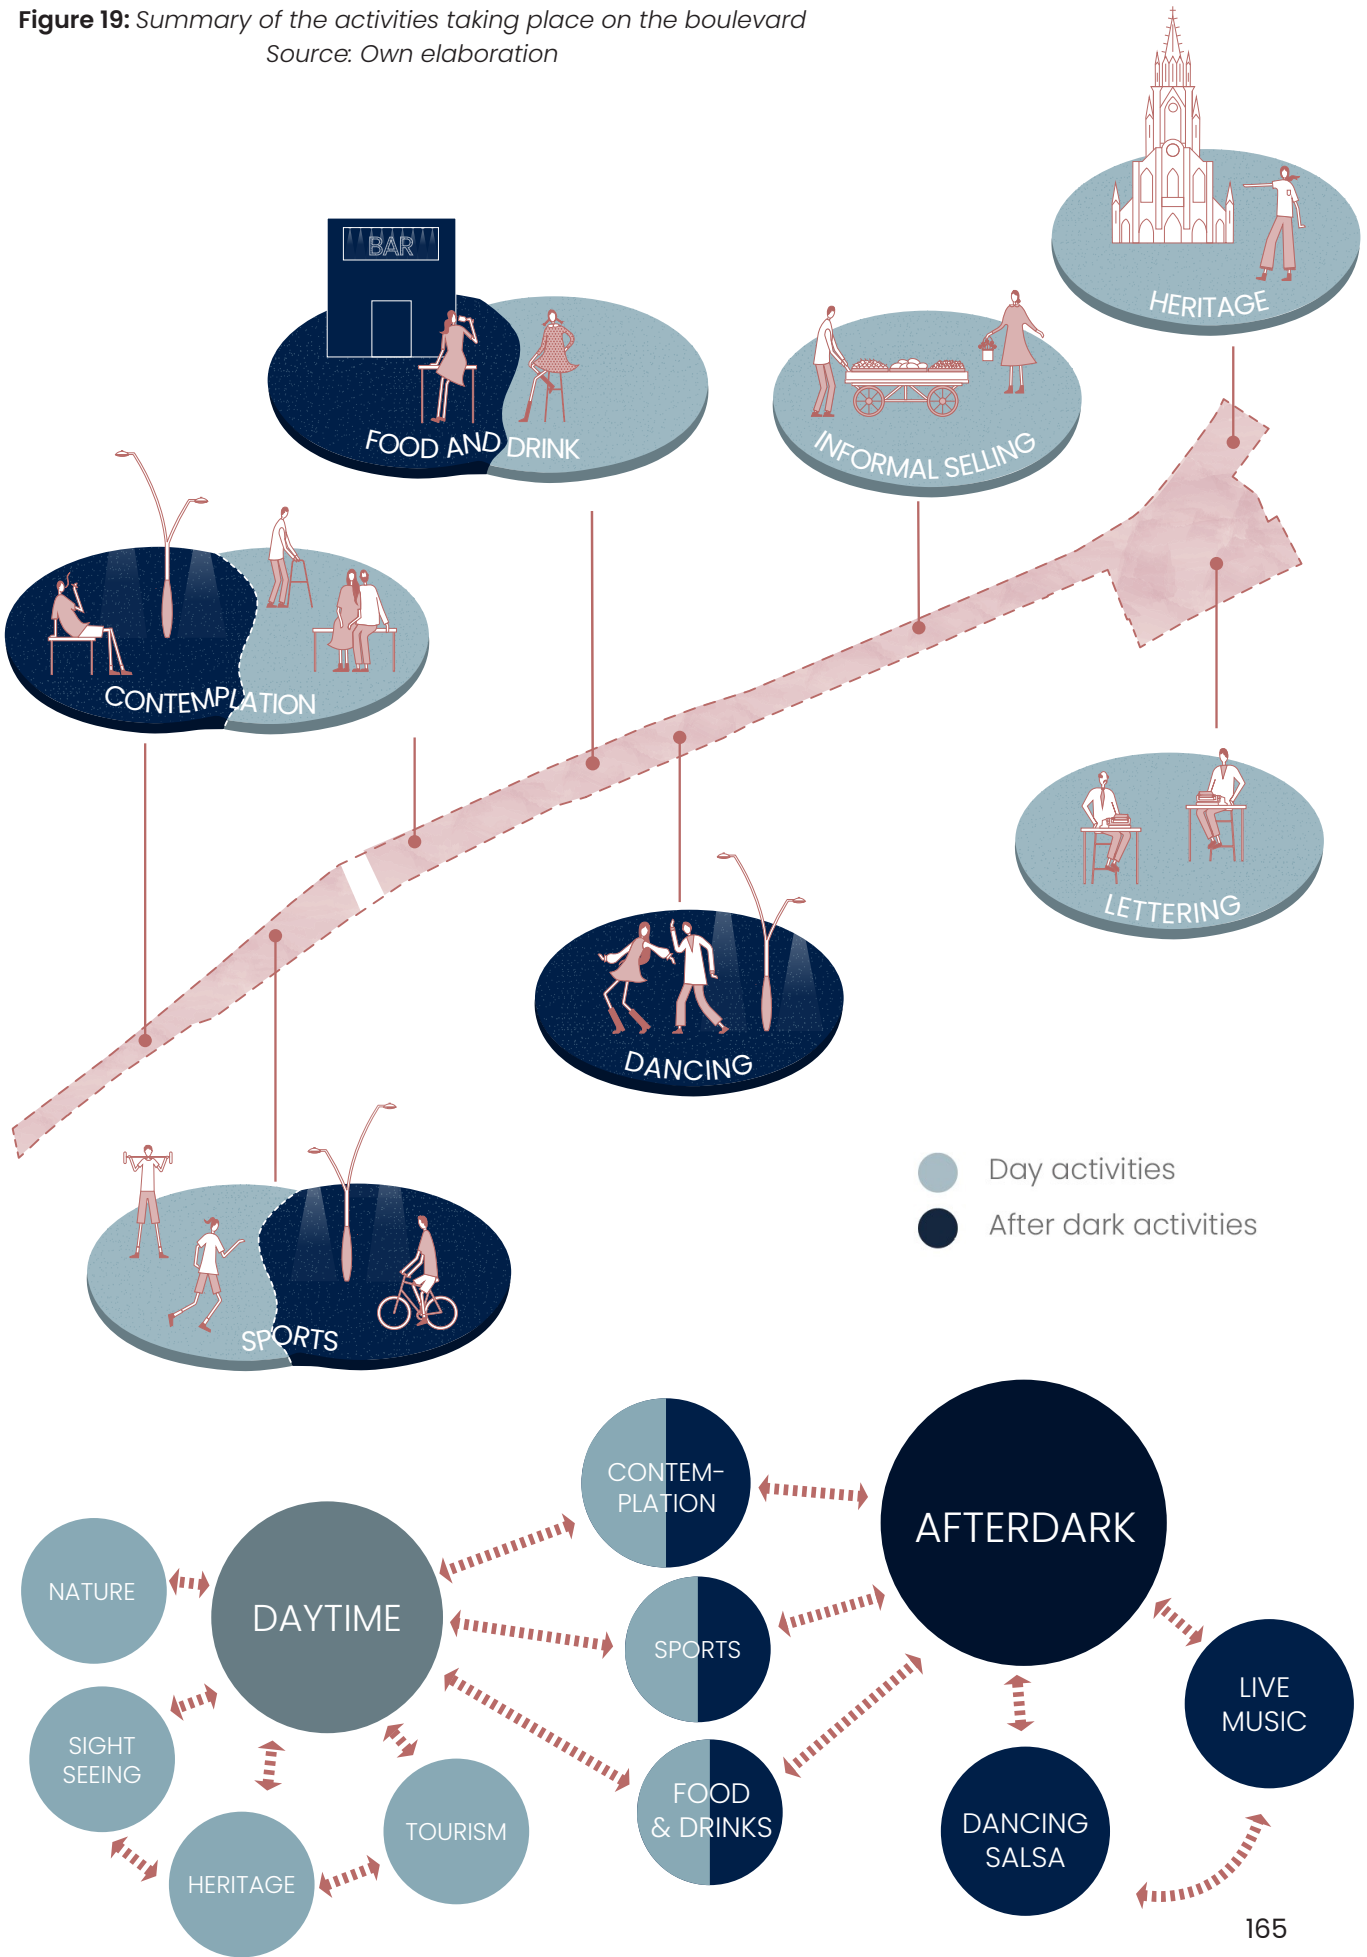 Figure 19: Summary of the activities taking place on the boulevard
Source: Own elaboration
HERITAGE
BAR
FOOD AND DRINK
INFORMAL SELLING
CONTEMPLATION
LETTERING
DANCING
SPORTS
Day activities
After dark activities
CONTEM-
PLATION
AFTERDARK
NATURE
DAYTIME
SPORTS
SIGHT
SEEING
LIVE
MUSIC
FOOD
& DRINKS
TOURISM
DANCING
SALSA
HERITAGE
165